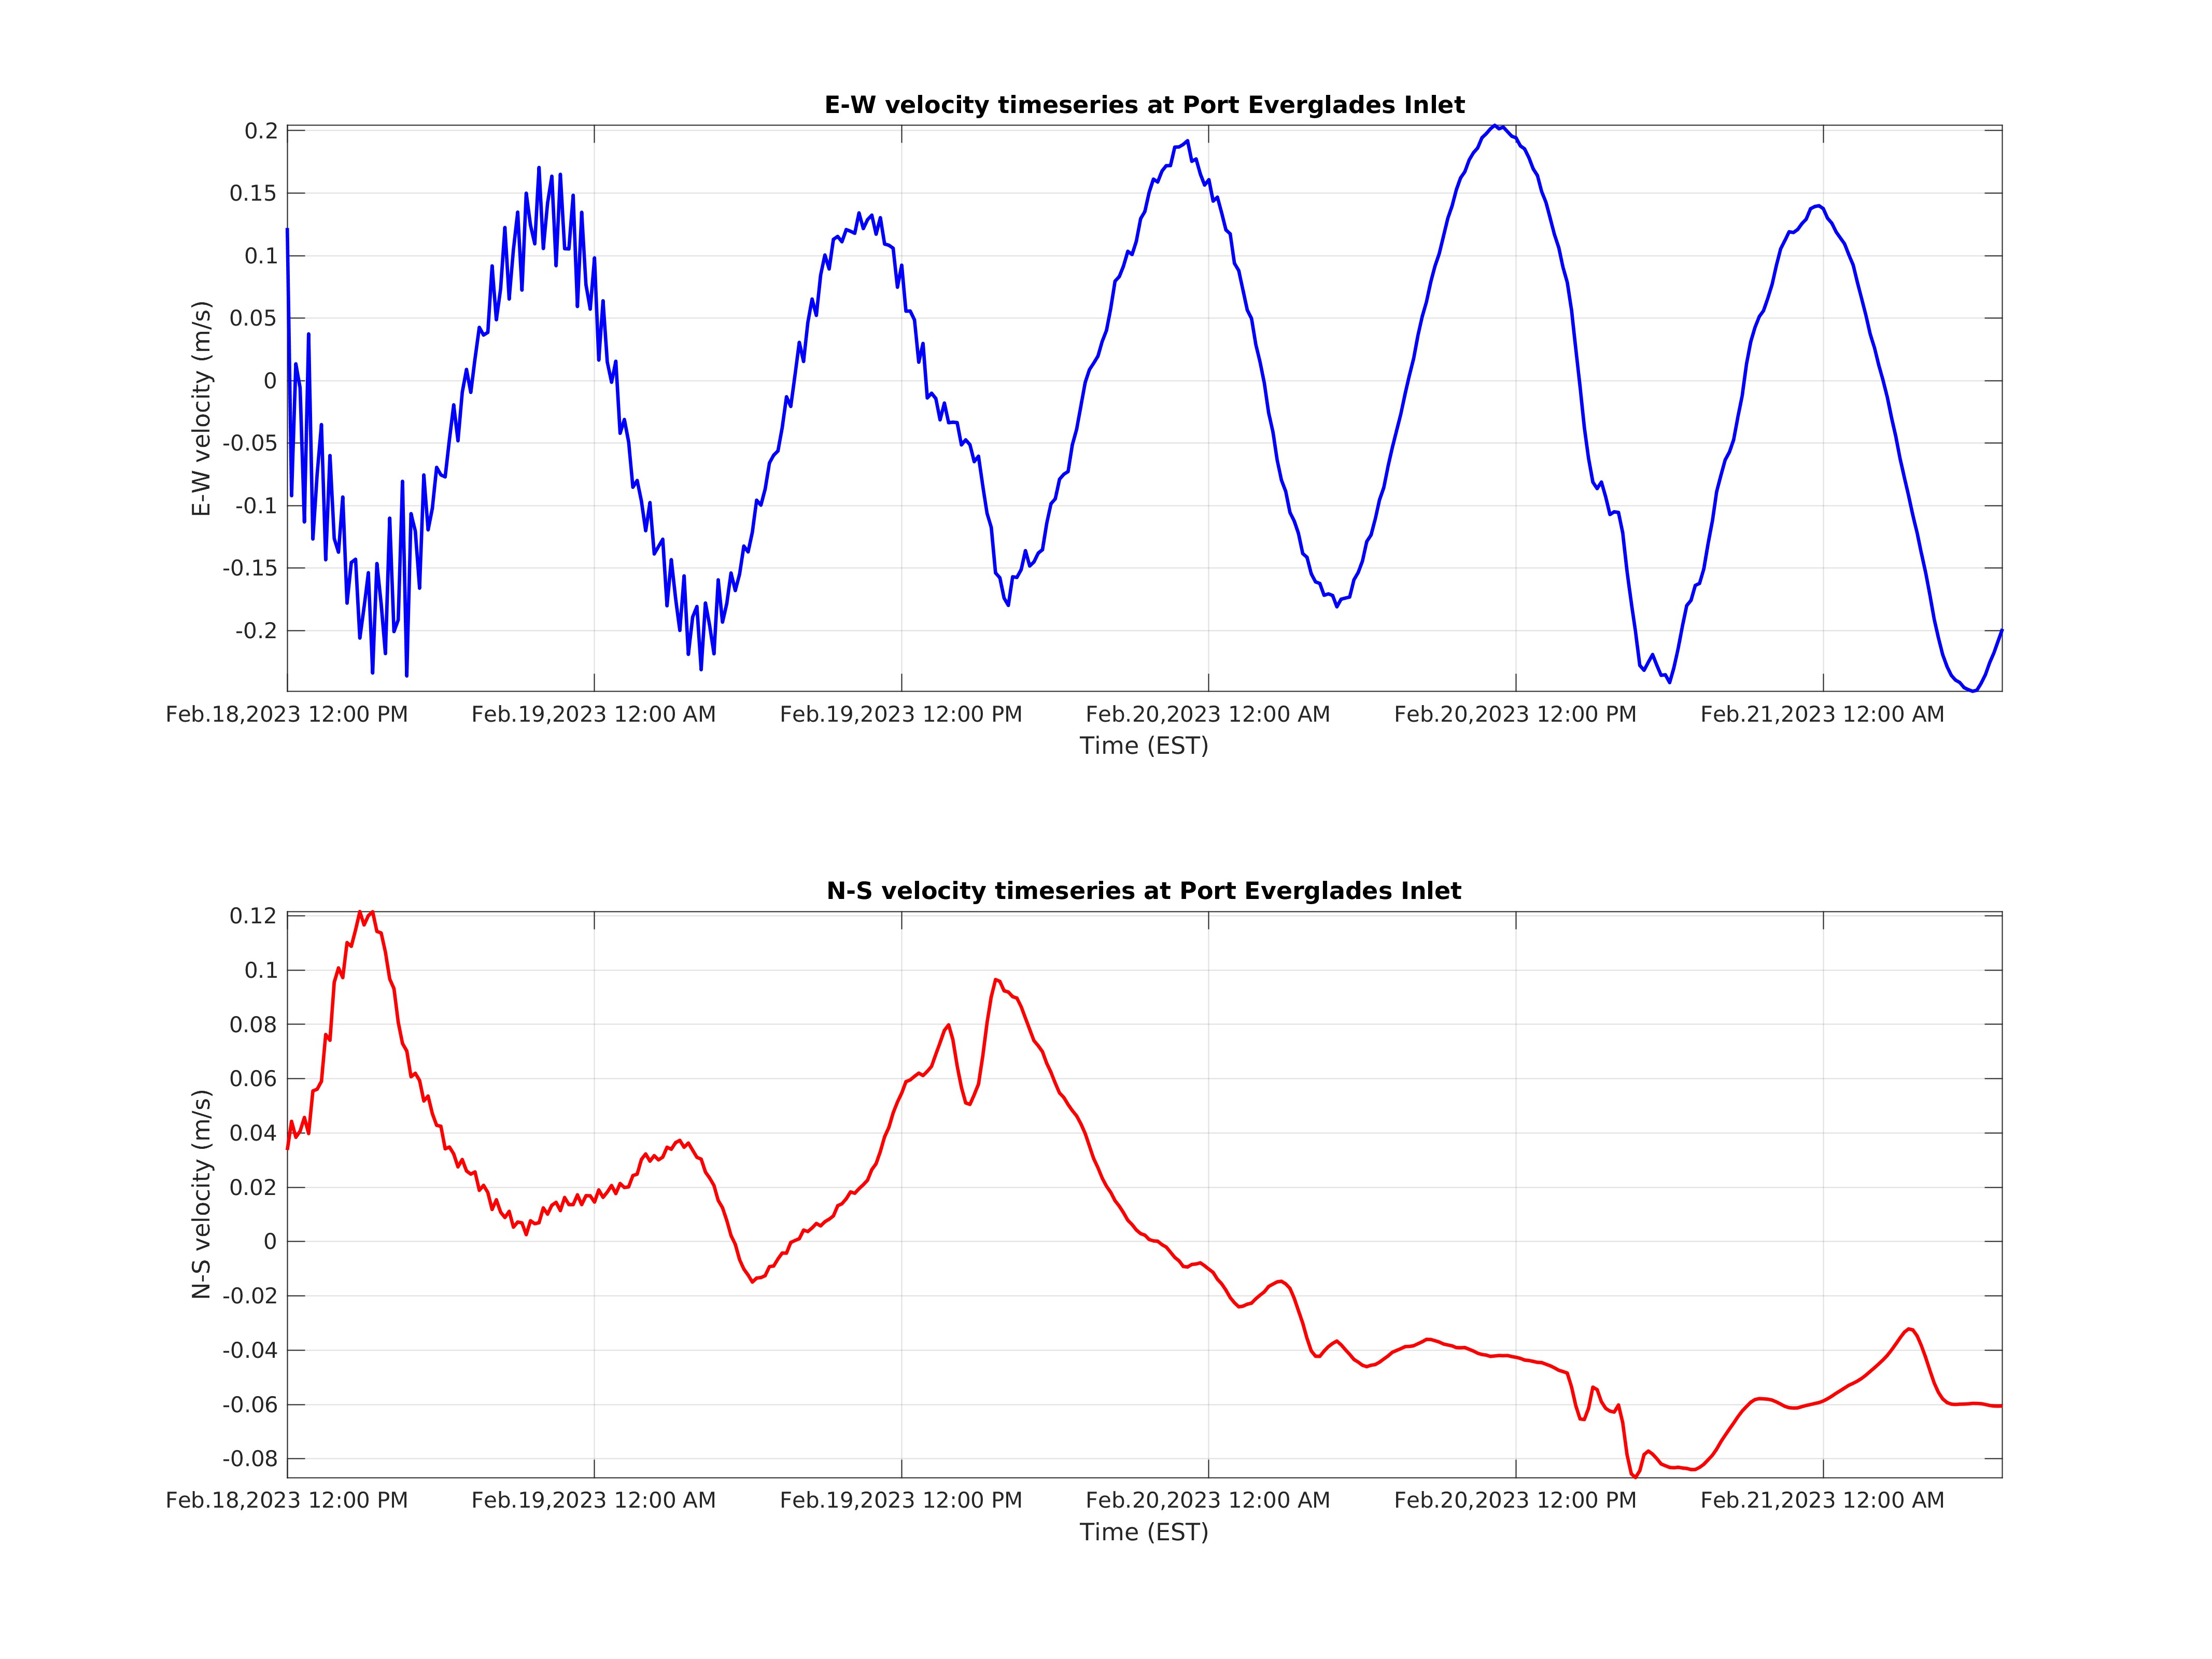 E-W velocity timeseries at Port Everglades Inlet
0.2
0.15
0.1
0.05
0
-0.05
-0.1
-0.15
-0.2
E-W velocity (m/s)
Feb.18,2023 12:00 PM Feb.19,2023 12:00 AM Feb.19,2023 12:00 PM Feb.20,2023 12:00 AM Feb.20,2023 12:00 PM Feb.21,2023 12:00 AM
Time (EST)
N-S velocity timeseries at Port Everglades Inlet
0.12
0.1
0.08
0.06
0.04
0.02
0
-0.02
-0.04
-0.06
-0.08
N-S velocity (m/s)
Feb.18,2023 12:00 PM Feb.19,2023 12:00 AM Feb.19,2023 12:00 PM Feb.20,2023 12:00 AM Feb.20,2023 12:00 PM Feb.21,2023 12:00 AM
Time (EST)